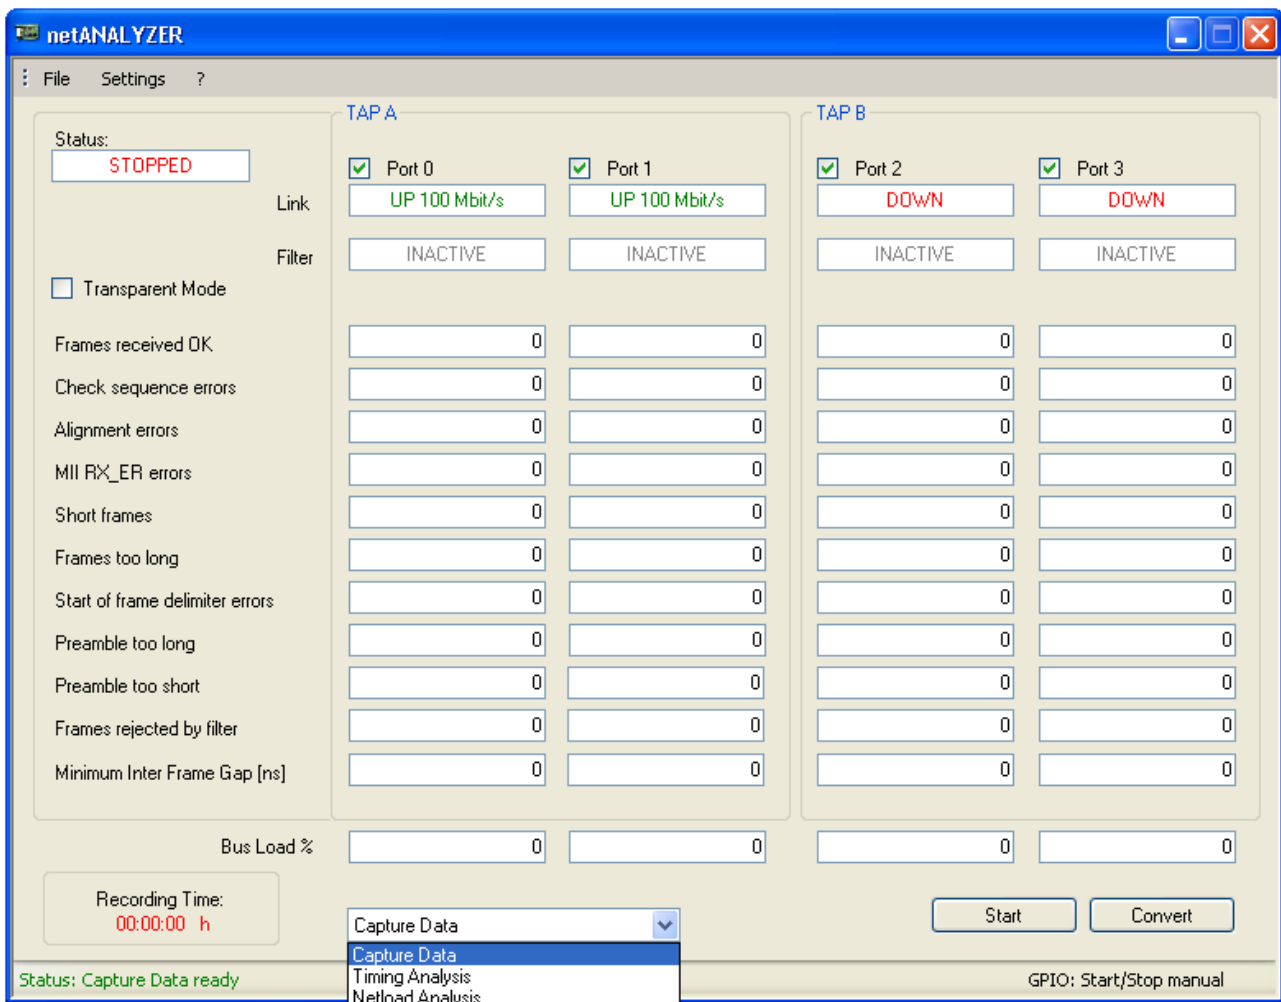 netANALYZER
File Settings ?
TAP A TAP B
Status:
STOPPED
Port 0 Port 1 Port 2 Port 3
Link UP 100 Mbit/s UP 100 Mbit/s DOWN DOWN
Filter INACTIVE INACTIVE INACTIVE INACTIVE
Transparent Mode
Frames received OK 0 0 0 0
Check sequence errors 0 0 0 0
Alignment errors 0 0 0 0
MII RX_ER errors 0 0 0 0
Short frames 0 0 0 0
Frames too long 0 0 0 0
Start of frame delimiter errors 0 0 0 0
Preamble too long 0 0 0 0
Preamble too short 0 0 0 0
Frames rejected by filter 0 0 0 0
Minimum Inter Frame Gap [ns] 0 0 0 0
Bus Load % 0 0 0 0
Recording Time:
00:00:00 h
Capture Data
Start Convert
Capture Data
Timing Analysis
Netload Analysis
Status: Capture Data ready GPIO: Start/Stop manual